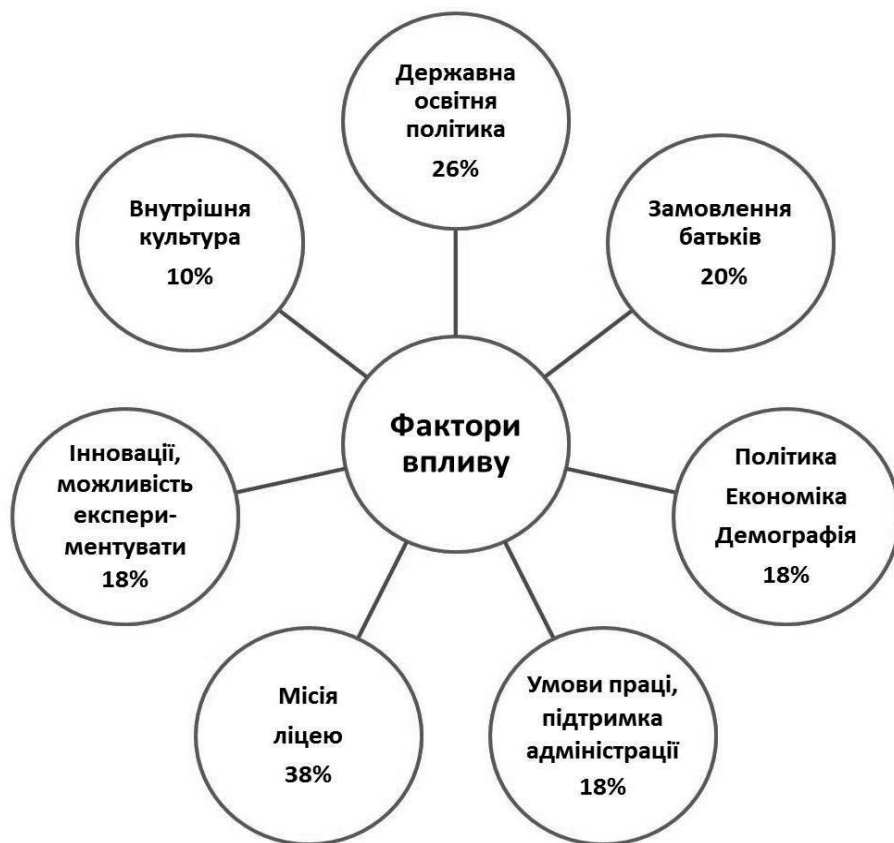 Державна
освітня
політика
26%
Внутрішня
культура
10%
Замовлення
батьків
20%
Фактори
впливу
Інновації,
можливість
експери-
ментувати
18%
Політика
Економіка
Демографія
18%
Місія
ліцею
38%
Умови праці,
підтримка
адміністрації
18%